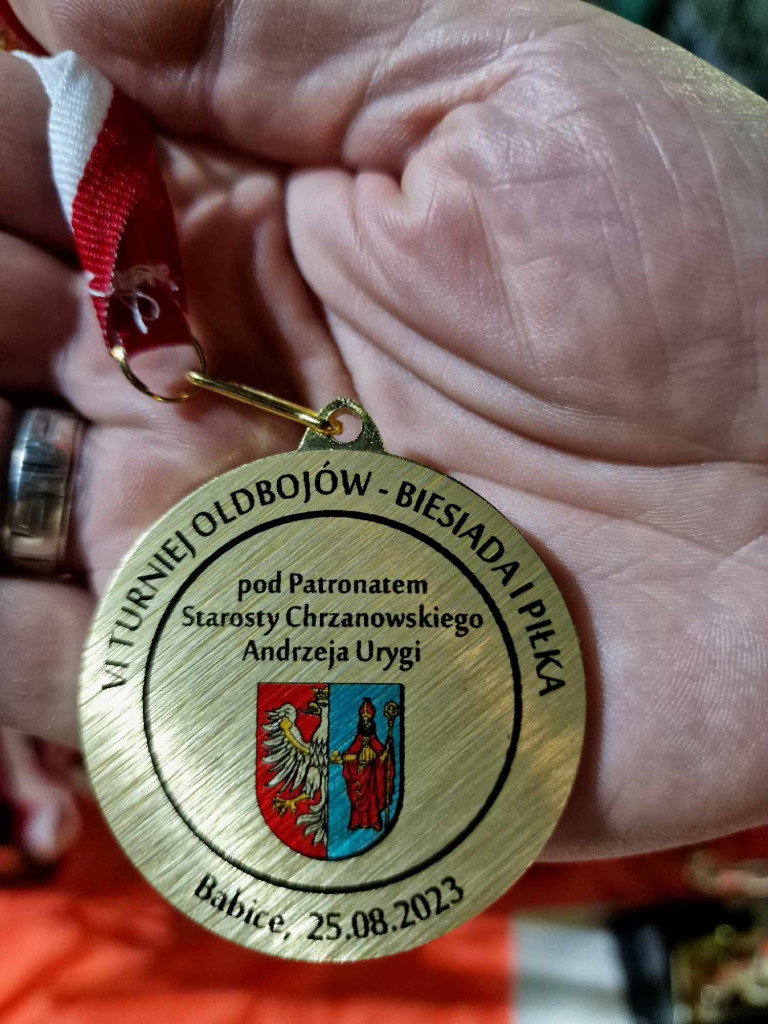 VI TURNIEJ OLDBOJÓW - BIESIADA I PIŁKA
pod Patronatem
Starosty Chrzanowskiego
Andrzeja Urygi
Babice, 25.08.2023